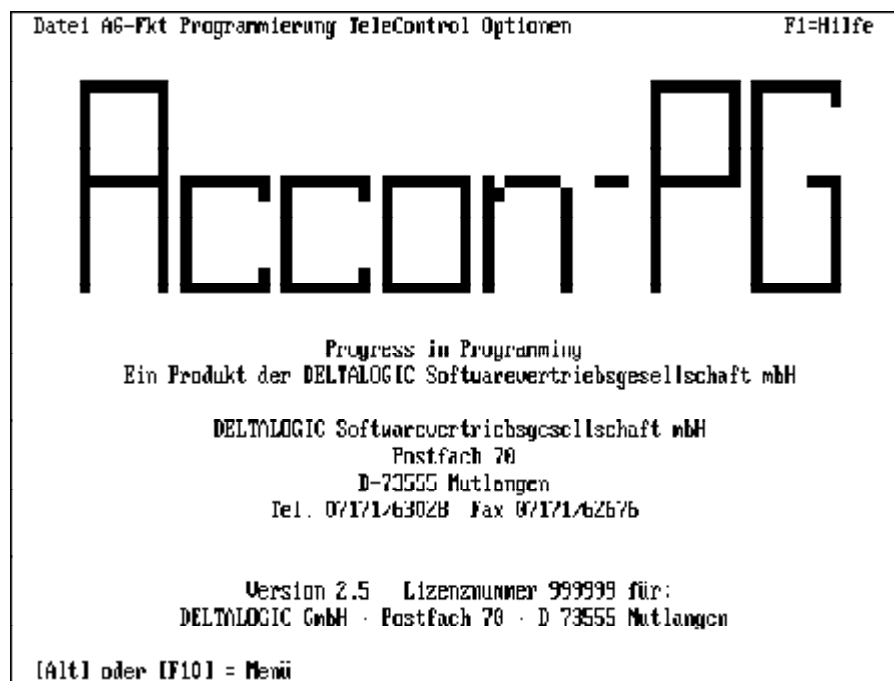 Datei AG-Fkt Programmierung TeleControl Optionen F1=Hilfe
Accon-PG
Progress in Programming
Ein Produkt der DELTALOGIC Softwarevertriebsgesellschaft mbH
DELTALOGIC Softwarevertriebsgesellschaft mbH
Postfach 70
D-73555 Mutlangen
Tel. 07171/63028 Fax 07171/62676
Version 2.5 Lizenznummer 999999 für:
DELTALOGIC GmbH · Postfach 70 · D 73555 Mutlangen
[Alt] oder [F10] = Menü